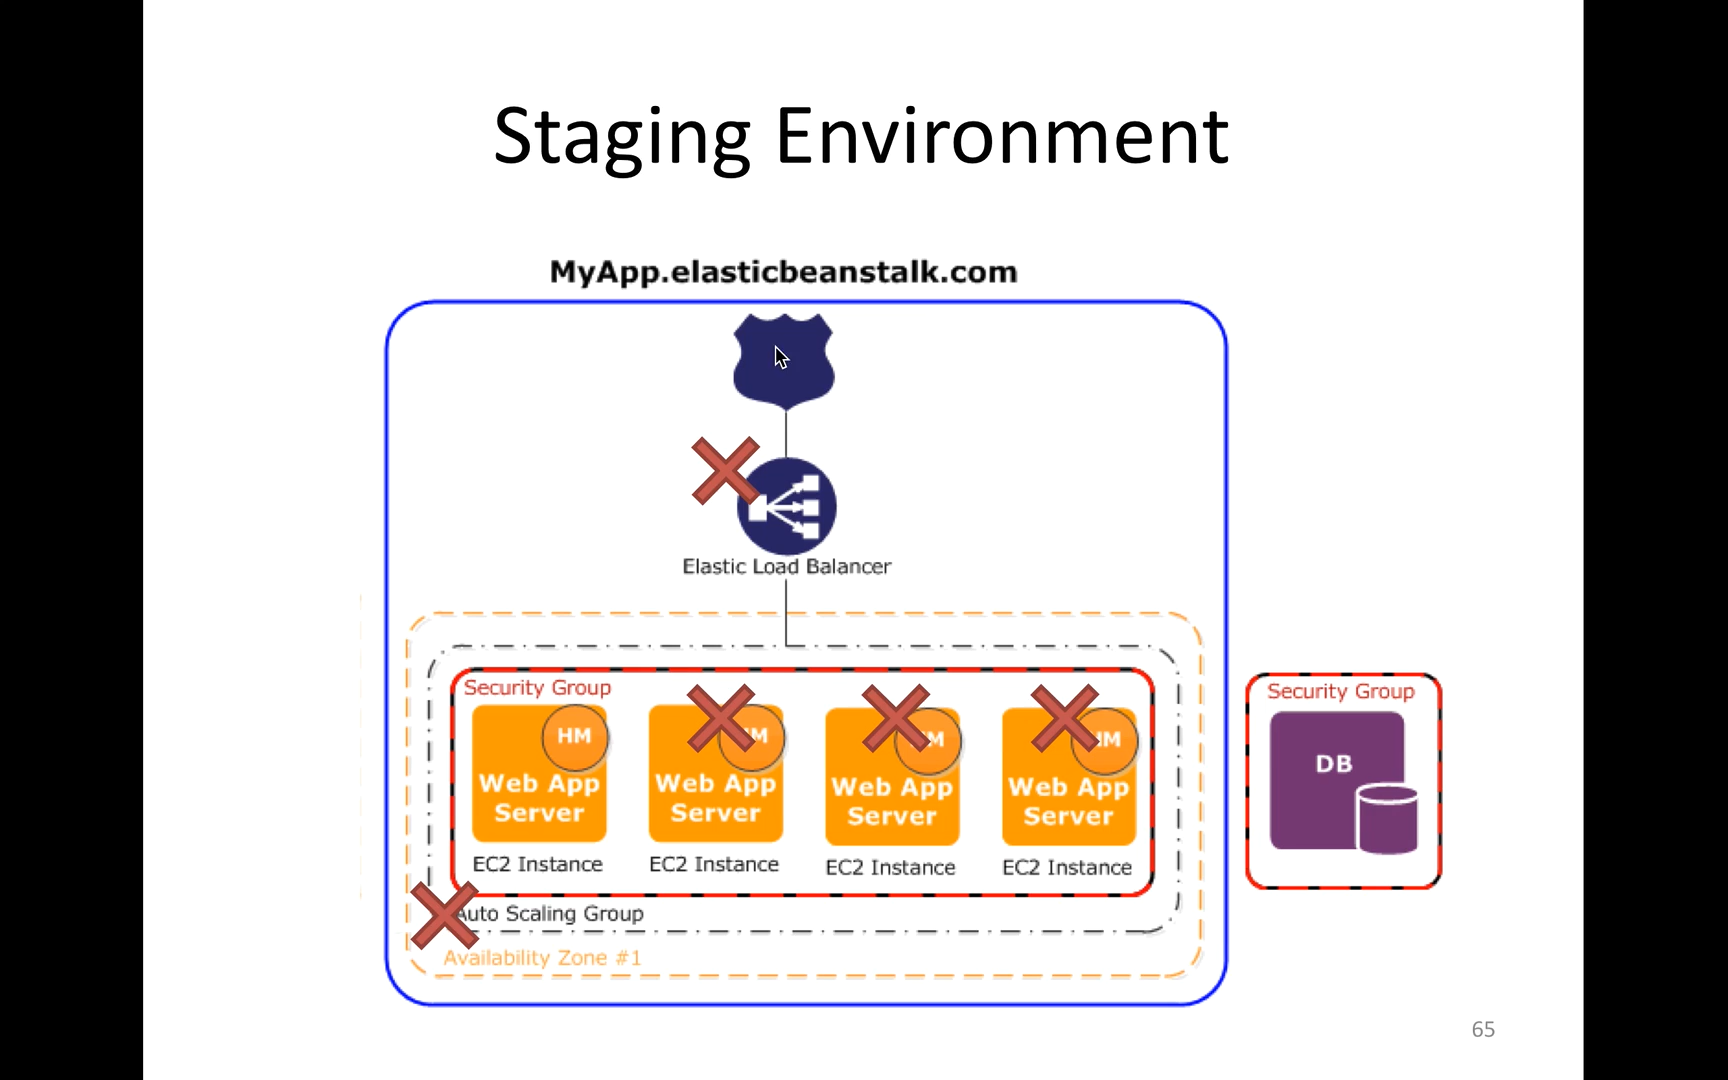 Staging Environment
MyApp.elasticbeanstalk.com
Elastic Load Balancer
Security Group
HM
Web App
Server
EC2 Instance
Web App
Server
EC2 Instance
Web App
Server
EC2 Instance
Web App
Server
EC2 Instance
Auto Scaling Group
Availability Zone #1
Security Group
DB
65